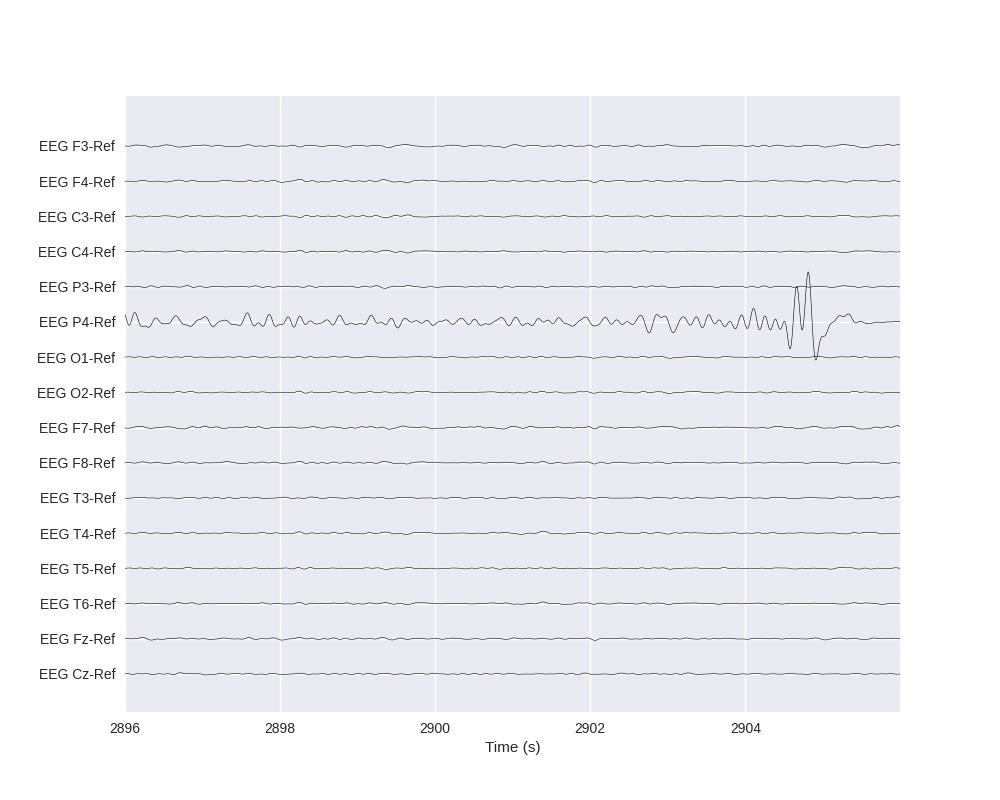 EEG F3-Ref
EEG F4-Ref
EEG C3-Ref
EEG C4-Ref
EEG P3-Ref
EEG P4-Ref
EEG O1-Ref
EEG O2-Ref
EEG F7-Ref
EEG F8-Ref
EEG T3-Ref
EEG T4-Ref
EEG T5-Ref
EEG T6-Ref
EEG Fz-Ref
EEG Cz-Ref
2896 2898 2900 2902 2904
Time (s)